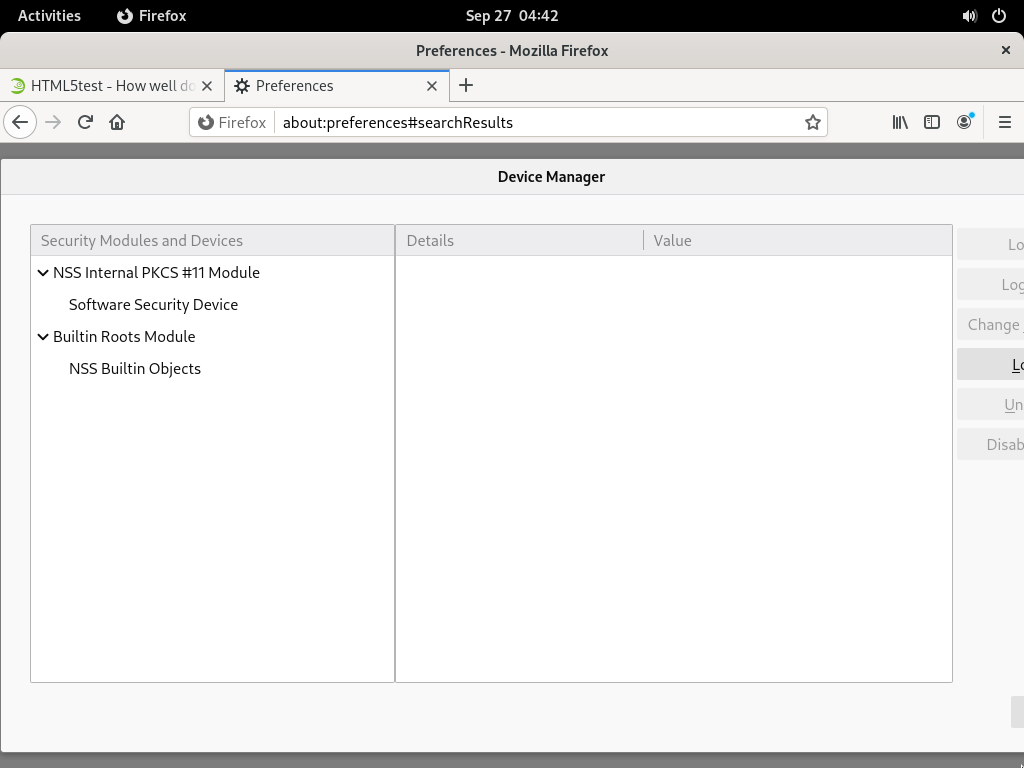 Activities Firefox Sep 27 04:42
Preferences - Mozilla Firefox
HTML5test - How well do Preferences
Firefox about:preferences#searchResults
Device Manager
Security Modules and Devices Details Value
Lo
NSS Internal PKCS #11 Module
Log
Software Security Device
Change
Builtin Roots Module
Lo
NSS Builtin Objects
Un
Disab